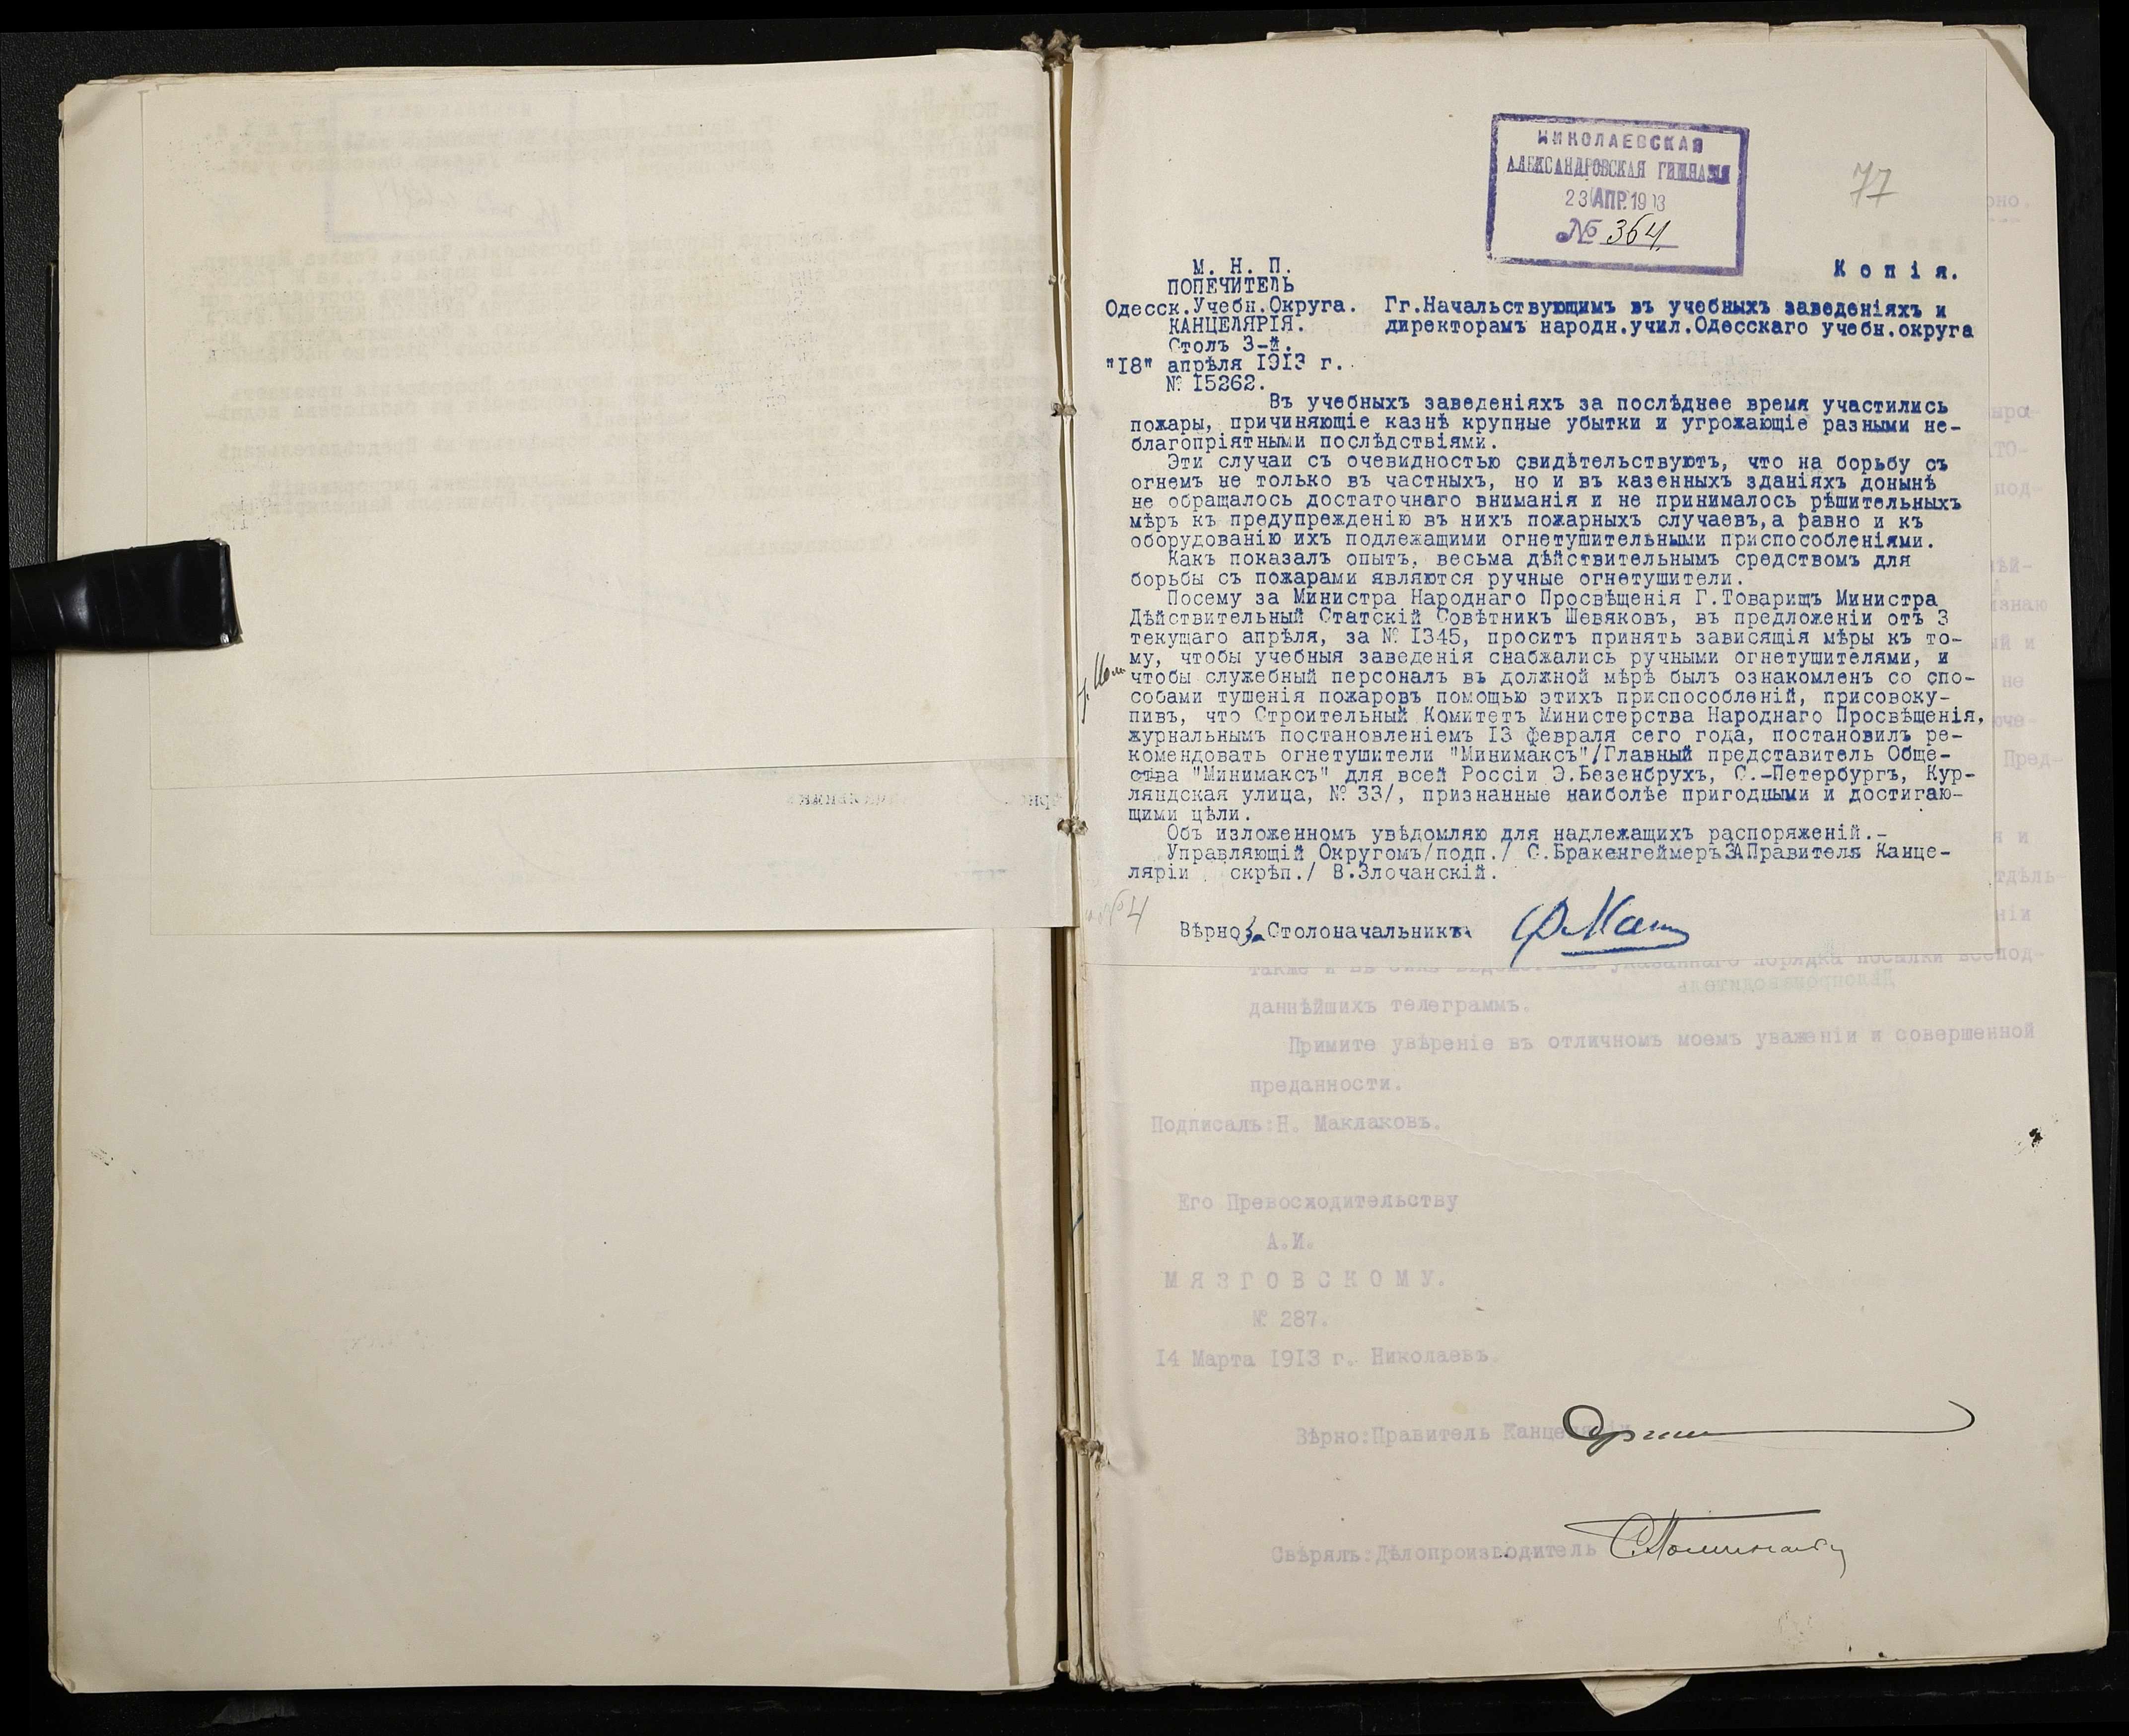 НИКОЛАЕВСКАЯ
АЛЕКСАНДРОВСКАЯ ГИМНАЗІЯ
23 АПР. 1913
№ 364
77
Копія.
М. Н. П.
ПОПЕЧИТЕЛЬ
Одесск.Учебн.Округа.
КАНЦЕЛЯРІЯ.
Столъ 3-й.
"18" апрѣля 1913 г.
№ 15262.
Гг.Начальствующимъ въ учебныхъ заведеніяхъ и
директорамъ народн.учил.Одесскаго учебн.округа
Въ учебныхъ заведеніяхъ за послѣднее время участились
пожары, причиняющіе казнѣ крупные убытки и угрожающіе разными не-
благопріятными послѣдствіями.
Эти случаи съ очевидностью свидѣтельствуютъ, что на борьбу съ
огнемъ не только въ частныхъ, но и въ казенныхъ зданіяхъ донынѣ
не обращалось достаточнаго вниманія и не принималось рѣшительныхъ
мѣръ къ предупрежденію въ нихъ пожарныхъ случаевъ,а равно и къ
оборудованію ихъ подлежащими огнетушительными приспособленіями.
Какъ показалъ опытъ, весьма дѣйствительнымъ средствомъ для
борьбы съ пожарами являются ручные огнетушители.
Посему за Министра Народнаго Просвѣщенія Г.Товарищъ Министра
Дѣйствительный Статскій Совѣтникъ Шевяковъ, въ предложеніи отъ 3
текущаго апрѣля, за № 1345, проситъ принять зависящія мѣры къ то-
му, чтобы учебныя заведенія снабжались ручными огнетушителями, и
чтобы служебный персоналъ въ должной мѣрѣ былъ ознакомленъ со спо-
собами тушенія пожаровъ помощью этихъ приспособленій, присовоку-
пивъ, что Строительный Комитетъ Министерства Народнаго Просвѣщенія,
журнальнымъ постановленіемъ 13 февраля сего года, постановилъ ре-
комендовать огнетушители "Минимаксъ"/Главный представитель Обще-
ства "Минимаксъ" для всей Россіи Э.Безенбрухъ, С.-Петербургъ, Кур-
ляндская улица, № 33/, признанные наиболѣе пригодными и достигаю-
щими цѣли.
Объ изложенномъ увѣдомляю для надлежащихъ распоряженій.-
Управляющій Округомъ/подп./ С.Бракенгеймеръ ЗА Правителя Канце-
ляріи скрѣп./ В.Злочанскій.
Вѣрно За Столоначальника
также и въ указаннаго порядка посылки всепод-
даннѣйшихъ телеграммъ.
Примите увѣреніе въ отличномъ моемъ уваженіи и совершенной
преданности.
Подписалъ:Н. Маклаковъ.
Его Превосходительству
А.И.
МЯЗГОВСКОМУ.
№ 287.
14 Марта 1913 г. Николаевъ.
Вѣрно:Правитель Канцеляріи
Свѣрялъ:Дѣлопроизводитель